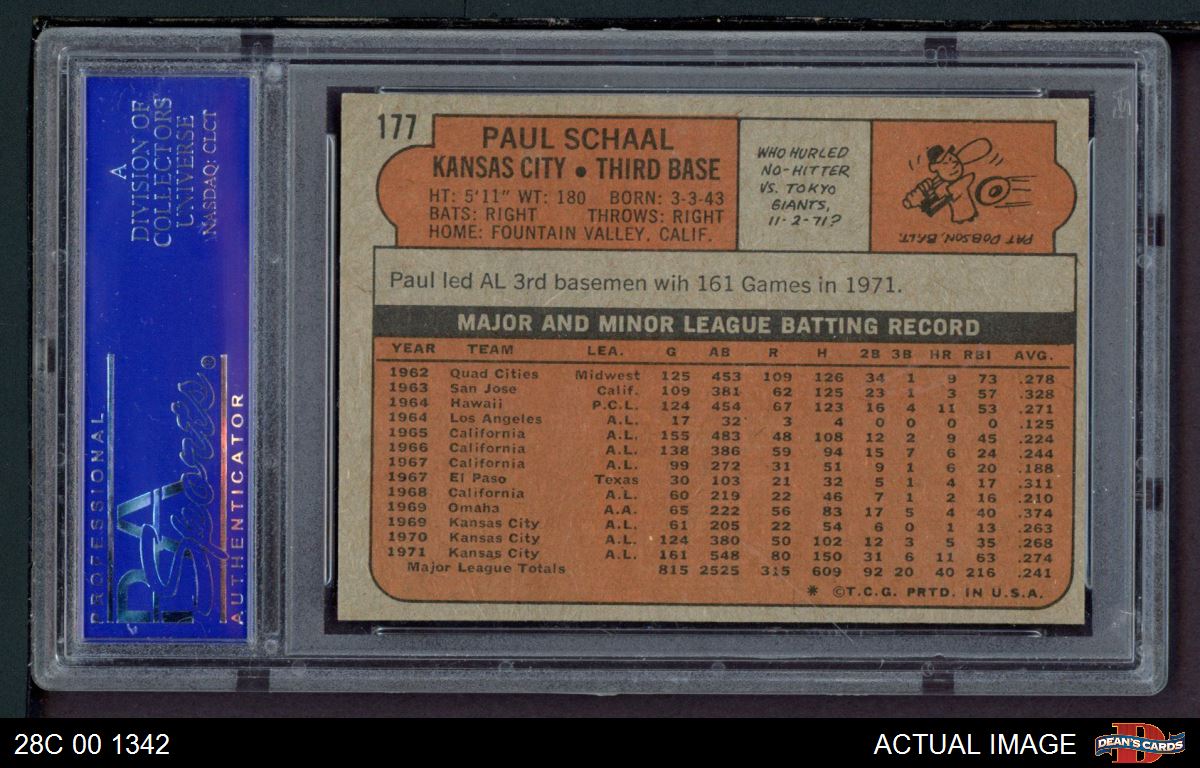 A
DIVISION OF
COLLECTORS
UNIVERSE
NASDAQ: CLCT
PROFESSIONAL
PSA
Sports
AUTHENTICATOR
177
PAUL SCHAAL
KANSAS CITY • THIRD BASE
HT: 5'11" WT: 180 BORN: 3-3-43
BATS: RIGHT THROWS: RIGHT
HOME: FOUNTAIN VALLEY, CALIF.
WHO HURLED
NO-HITTER
VS. TOKYO
GIANTS,
11-2-71?
PAT DOBSON, BALT.
Paul led AL 3rd basemen wih 161 Games in 1971.
MAJOR AND MINOR LEAGUE BATTING RECORD
YEAR TEAM LEA. G AB R H 2B 3B HR RBI AVG.
1962 Quad Cities Midwest 125 453 109 126 34 1 9 73 .278
1963 San Jose Calif. 109 381 62 125 23 1 3 57 .328
1964 Hawaii P.C.L. 124 454 67 123 16 4 11 53 .271
1964 Los Angeles A.L. 17 32 3 4 0 0 0 0 .125
1965 California A.L. 155 483 48 108 12 2 9 45 .224
1966 California A.L. 138 386 59 94 15 7 6 24 .244
1967 California A.L. 99 272 31 51 9 1 6 20 .188
1967 El Paso Texas 30 103 21 32 5 1 4 17 .311
1968 California A.L. 60 219 22 46 7 1 2 16 .210
1969 Omaha A.A. 65 222 56 83 17 5 4 40 .374
1969 Kansas City A.L. 61 205 22 54 6 0 1 13 .263
1970 Kansas City A.L. 124 380 50 102 12 3 5 35 .268
1971 Kansas City A.L. 161 548 80 150 31 6 11 63 .274
Major League Totals 815 2525 315 609 92 20 40 216 .241
* ©T.C.G. PRTD. IN U.S.A.
28C 00 1342
ACTUAL IMAGE
DEAN'S CARDS